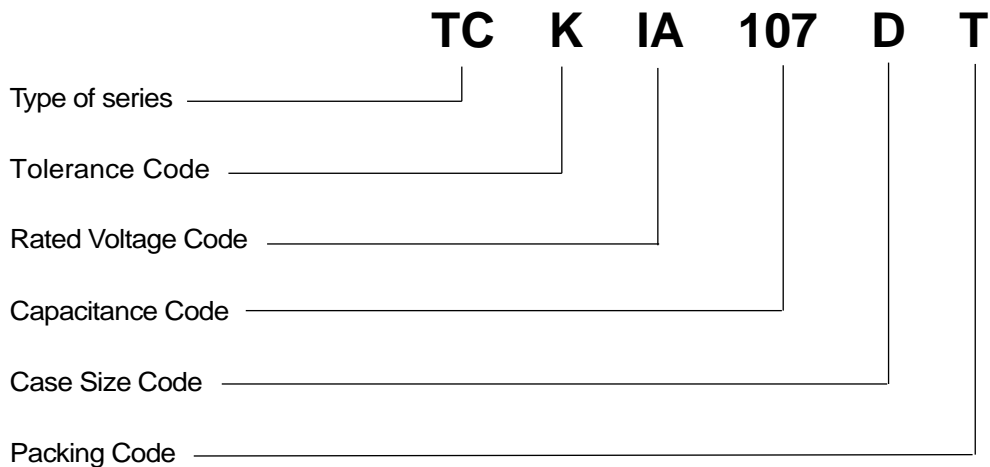 TC K IA 107 D T
Type of series
Tolerance Code
Rated Voltage Code
Capacitance Code
Case Size Code
Packing Code